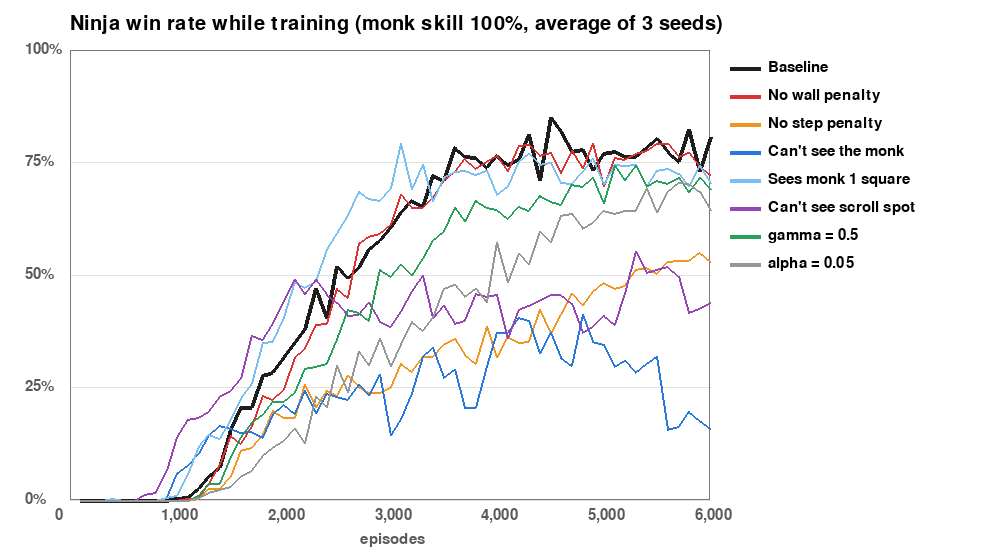 Ninja win rate while training (monk skill 100%, average of 3 seeds)
100%
75%
50%
25%
0%
0
1,000
2,000
3,000
4,000
5,000
6,000
episodes
Baseline
No wall penalty
No step penalty
Can't see the monk
Sees monk 1 square
Can't see scroll spot
gamma = 0.5
alpha = 0.05